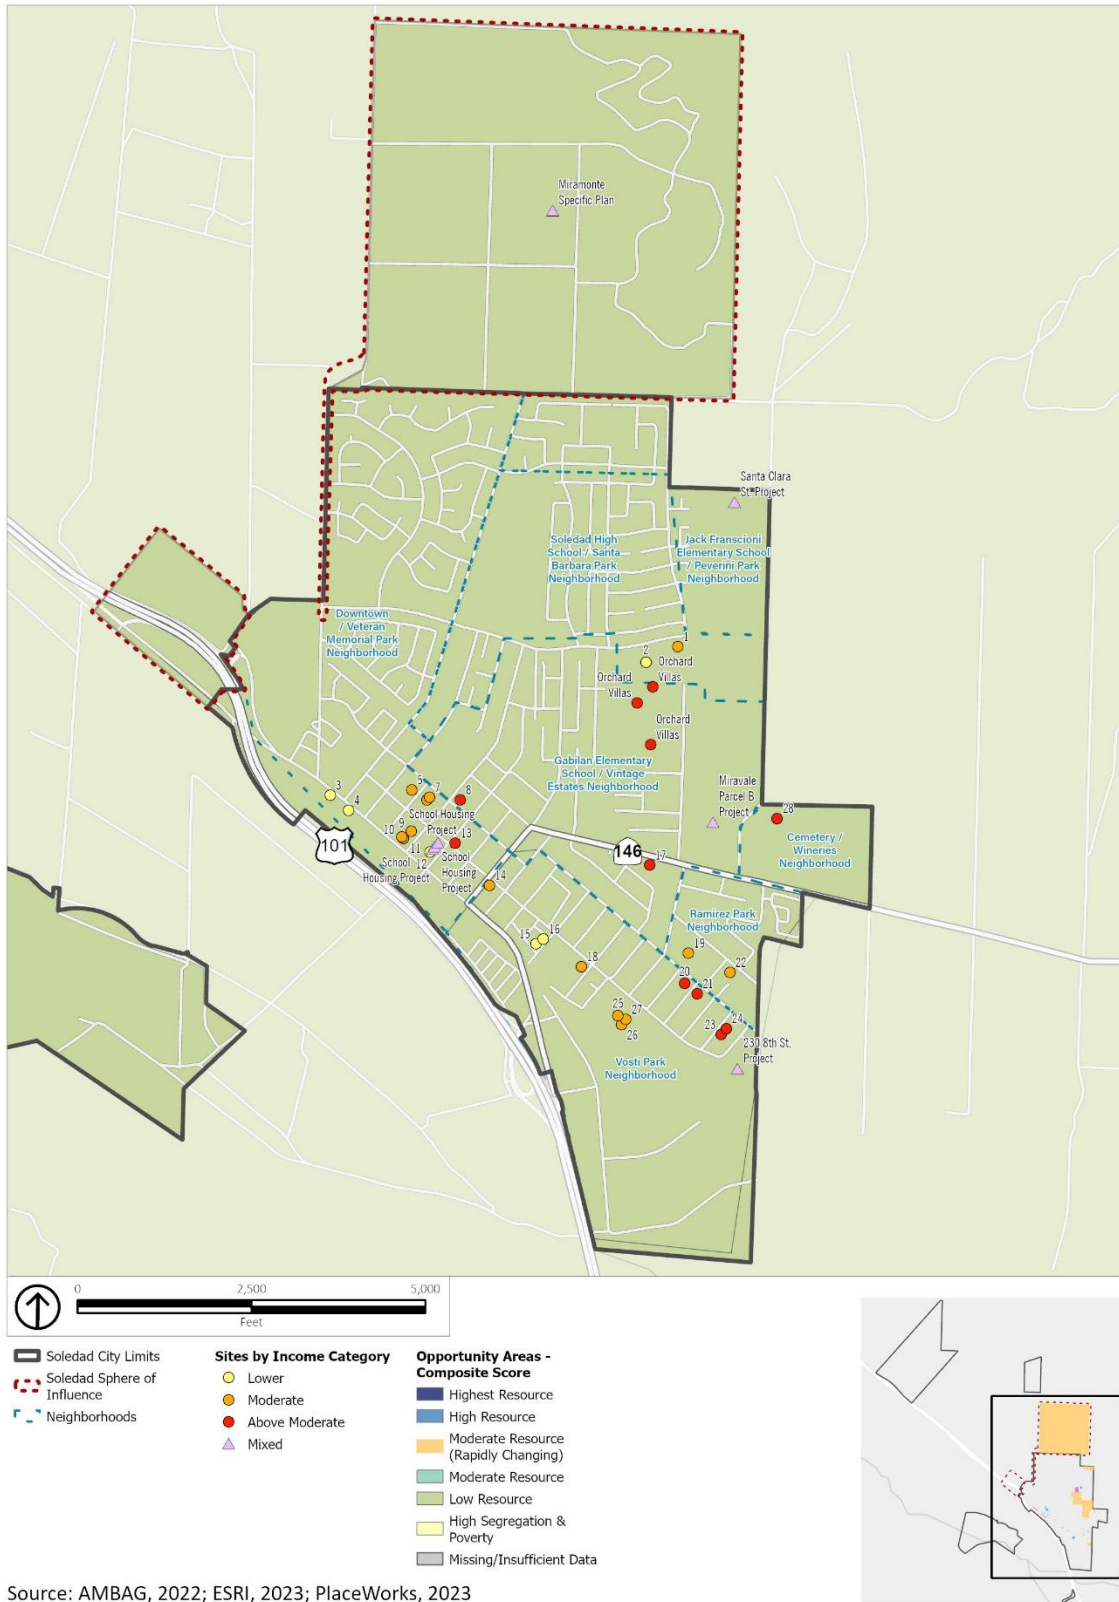 Miramonte
Specific Plan
Santa Clara
St. Project
Soledad High
School / Santa
Barbara Park
Neighborhood
Jack Franscioni
Elementary School
/ Peverini Park
Neighborhood
Downtown
/ Veteran
Memorial Park
Neighborhood
1
2
Orchard
Villas
Orchard
Villas
Orchard
Villas
Gabilan Elementary
School / Vintage
Estates Neighborhood
Miravale
Parcel B
Project
3
4
5
7
8
School Housing
Project
9
10
11
12
13
School
Housing Project
School
Housing
Project
101
146
14
17
28
Cemetery /
Wineries
Neighborhood
Ramirez Park
Neighborhood
15
16
18
19
20
21
22
23
24
25
27
26
230 8th St.
Project
Vosti Park
Neighborhood
0 2,500 5,000
Feet
Soledad City Limits
Soledad Sphere of
Influence
Neighborhoods
Sites by Income Category
Lower
Moderate
Above Moderate
Mixed
Opportunity Areas -
Composite Score
Highest Resource
High Resource
Moderate Resource
(Rapidly Changing)
Moderate Resource
Low Resource
High Segregation &
Poverty
Missing/Insufficient Data
Source: AMBAG, 2022; ESRI, 2023; PlaceWorks, 2023